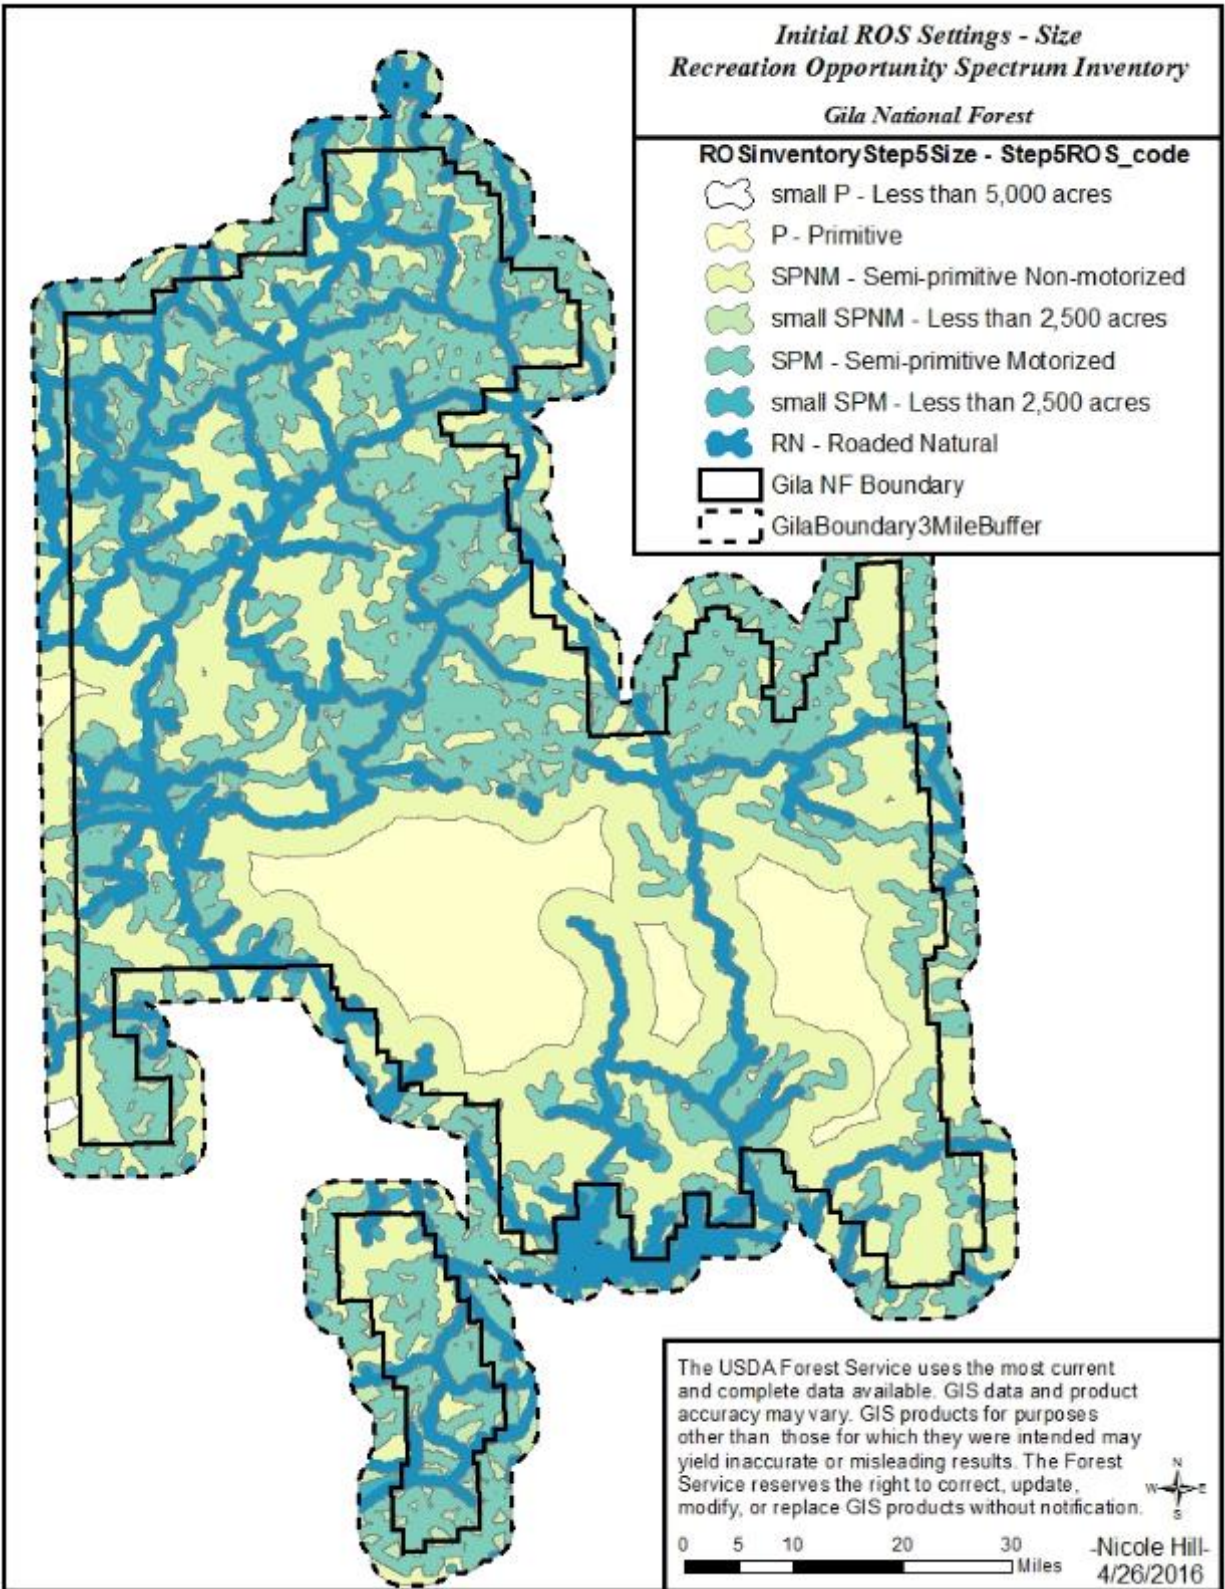 Initial ROS Settings - Size
Recreation Opportunity Spectrum Inventory
Gila National Forest
ROSinventoryStep5Size - Step5ROS_code
small P - Less than 5,000 acres
P - Primitive
SPNM - Semi-primitive Non-motorized
small SPNM - Less than 2,500 acres
SPM - Semi-primitive Motorized
small SPM - Less than 2,500 acres
RN - Roaded Natural
Gila NF Boundary
GilaBoundary3MileBuffer
The USDA Forest Service uses the most current
and complete data available. GIS data and product
accuracy may vary. GIS products for purposes
other than those for which they were intended may
yield inaccurate or misleading results. The Forest
Service reserves the right to correct, update,
modify, or replace GIS products without notification.
N
W E
S
0 5 10 20 30
Miles
-Nicole Hill-
4/26/2016